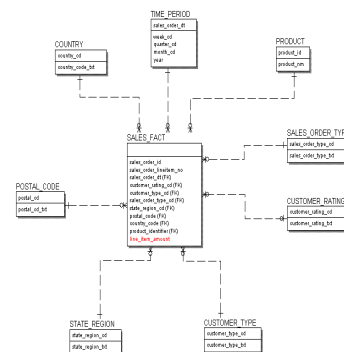 TIME_PERIOD
sales_order_dt
week_cd
quarter_cd
month_cd
year
COUNTRY
country_cd
country_code_txt
PRODUCT
product_id
product_nm
SALES_FACT
sales_order_id
sales_order_lineitem_no
sales_order_dt (FK)
customer_rating_cd (FK)
customer_type_cd (FK)
sales_order_type_cd (FK)
state_region_cd (FK)
postal_code (FK)
country_code (FK)
product_identifier (FK)
line_item_amount
SALES_ORDER_TYP
sales_order_type_cd
sales_order_type_txt
POSTAL_CODE
postal_cd
postal_cd_txt
CUSTOMER_RATING
customer_rating_cd
customer_rating_txt
STATE_REGION
state_region_cd
state_region_txt
CUSTOMER_TYPE
customer_type_cd
customer_type_txt